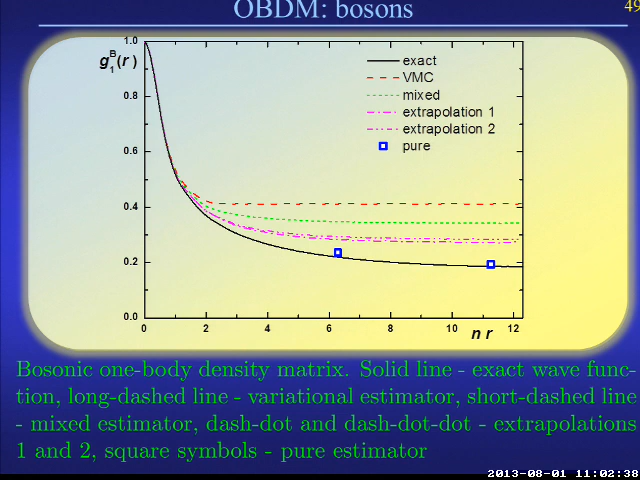 OBDM: bosons
49
1.0
g₁ᴮ(r)
exact
VMC
0.8
mixed
extrapolation 1
extrapolation 2
0.6
pure
0.4
0.2
0.0
0 2 4 6 8 10 12
n r
Bosonic one-body density matrix. Solid line - exact wave func-
tion, long-dashed line - variational estimator, short-dashed line
- mixed estimator, dash-dot and dash-dot-dot - extrapolations
1 and 2, square symbols - pure estimator
2013-08-01 11:02:38